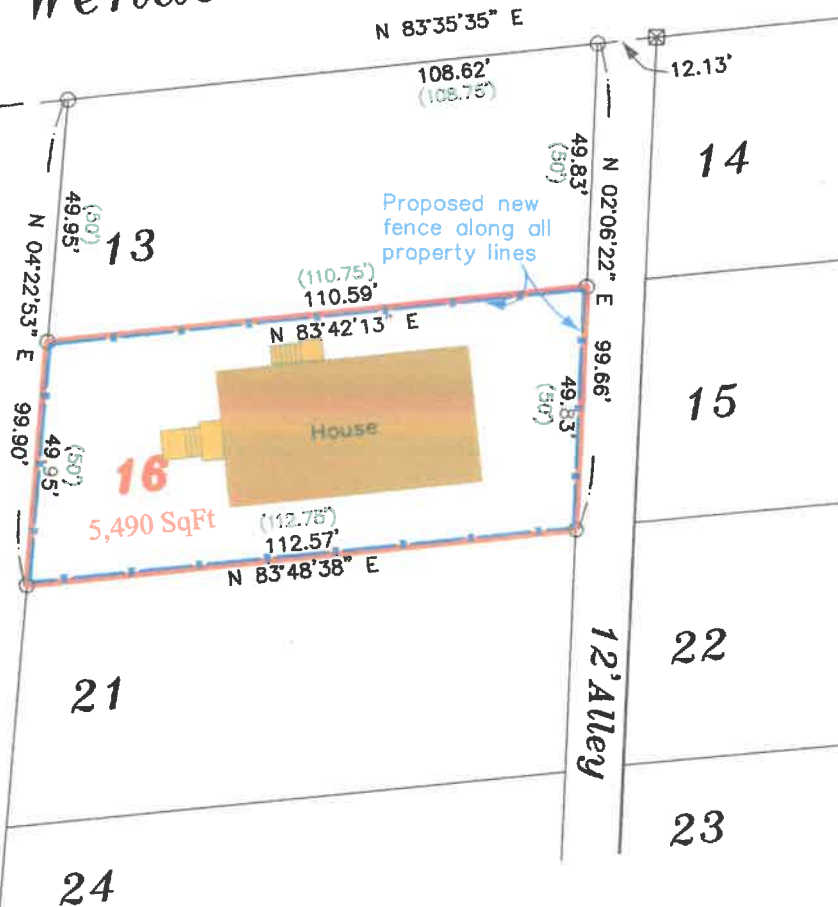 N 83°35'35" E
108.62'
(108.75')
12.13'
14
49.83'
(50')
N 02°06'22" E
99.66'
Proposed new
fence along all
property lines
49.95'
(50')
N 04°22'53" E
99.90'
13
(110.75')
110.59'
N 83°42'13" E
15
49.83'
(50')
House
49.95'
(50')
16
5,490 SqFt
(112.75')
112.57'
N 83°48'38" E
12' Alley
22
21
23
24